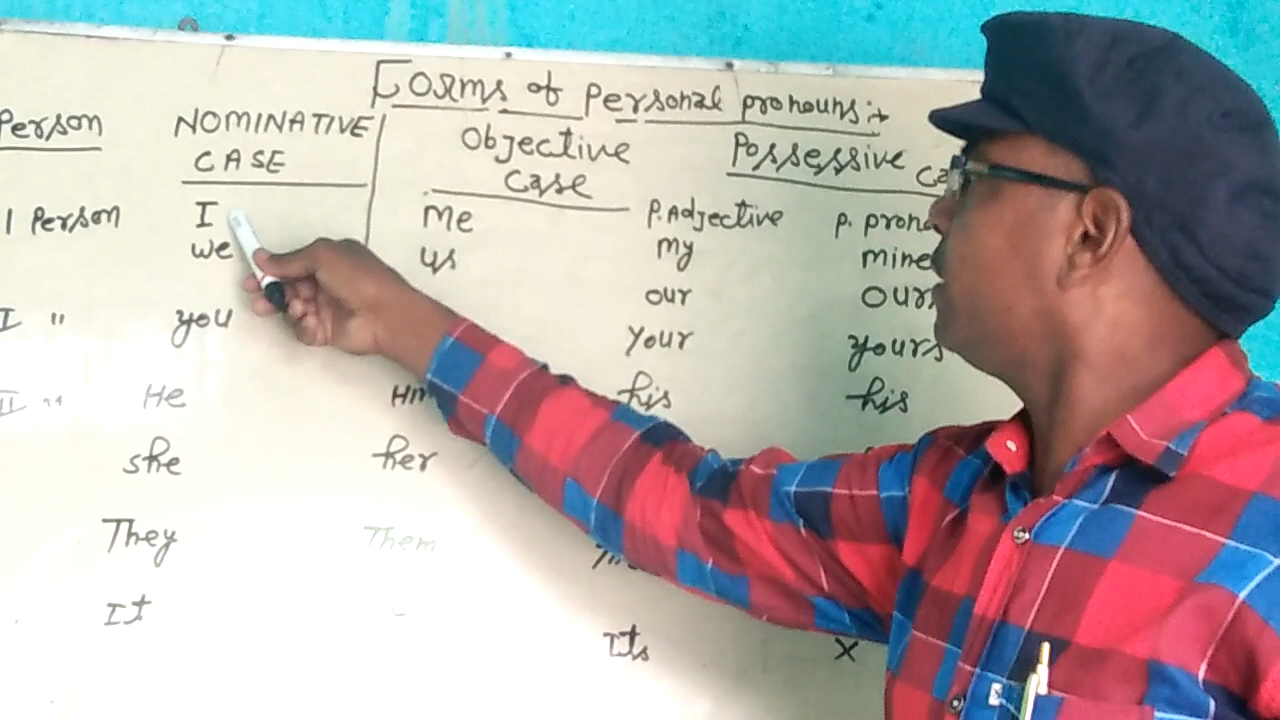 Forms of Personal pronouns :-
Person NOMINATIVE CASE Objective Case Possessive
1 Person I me P. Adjective P.
we us my mine
our ours
I " you your yours
II " He his his
she her
They Them
It
Its x